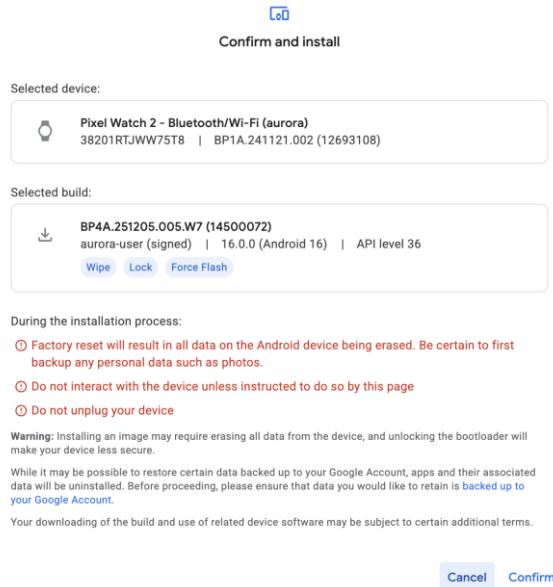 Confirm and install
Selected device:
Pixel Watch 2 - Bluetooth/Wi-Fi (aurora)
38201RTJWW75T8 | BP1A.241121.002 (12693108)
Selected build:
BP4A.251205.005.W7 (14500072)
aurora-user (signed) | 16.0.0 (Android 16) | API level 36
Wipe Lock Force Flash
During the installation process:
Factory reset will result in all data on the Android device being erased. Be certain to first
backup any personal data such as photos.
Do not interact with the device unless instructed to do so by this page
Do not unplug your device
Warning: Installing an image may require erasing all data from the device, and unlocking the bootloader will
make your device less secure.
While it may be possible to restore certain data backed up to your Google Account, apps and their associated
data will be uninstalled. Before proceeding, please ensure that data you would like to retain is backed up to
your Google Account.
Your downloading of the build and use of related device software may be subject to certain additional terms.
Cancel Confirm